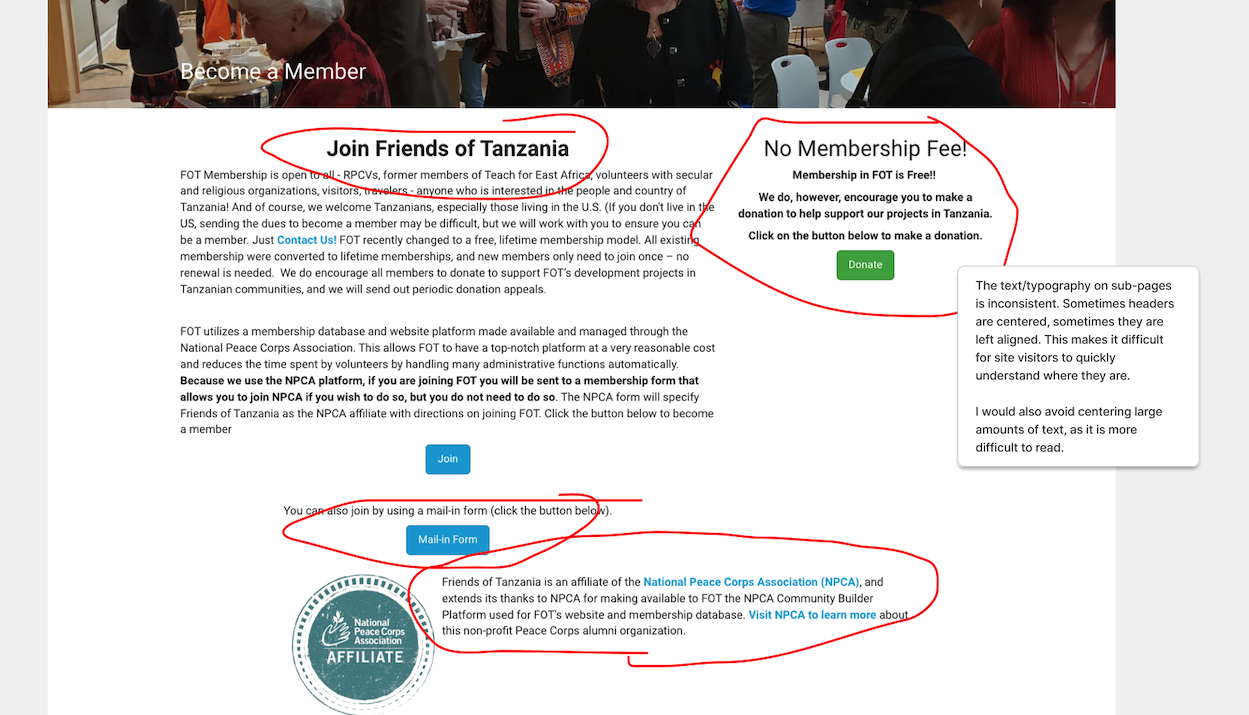 Become a Member
Join Friends of Tanzania
FOT Membership is open to all - RPCVs, former members of Teach for East Africa, volunteers with secular
and religious organizations, visitors, travelers - anyone who is interested in the people and country of
Tanzania! And of course, we welcome Tanzanians, especially those living in the U.S. (If you don't live in the
US, sending the dues to become a member may be difficult, but we will work with you to ensure you can
be a member. Just Contact Us! FOT recently changed to a free, lifetime membership model. All existing
membership were converted to lifetime memberships, and new members only need to join once – no
renewal is needed.  We do encourage all members to donate to support FOT's development projects in
Tanzanian communities, and we will send out periodic donation appeals.
FOT utilizes a membership database and website platform made available and managed through the
National Peace Corps Association. This allows FOT to have a top-notch platform at a very reasonable cost
and reduces the time spent by volunteers by handling many administrative functions automatically.
Because we use the NPCA platform, if you are joining FOT you will be sent to a membership form that
allows you to join NPCA if you wish to do so, but you do not need to do so. The NPCA form will specify
Friends of Tanzania as the NPCA affiliate with directions on joining FOT. Click the button below to become
a member
Join
You can also join by using a mail-in form (click the button below).
Mail-in Form
National
Peace Corps
Association
AFFILIATE
Friends of Tanzania is an affiliate of the National Peace Corps Association (NPCA), and
extends its thanks to NPCA for making available to FOT the NPCA Community Builder
Platform used for FOT's website and membership database. Visit NPCA to learn more about
this non-profit Peace Corps alumni organization.
No Membership Fee!
Membership in FOT is Free!!
We do, however, encourage you to make a
donation to help support our projects in Tanzania.
Click on the button below to make a donation.
Donate
The text/typography on sub-pages
is inconsistent. Sometimes headers
are centered, sometimes they are
left aligned. This makes it difficult
for site visitors to quickly
understand where they are.
I would also avoid centering large
amounts of text, as it is more
difficult to read.